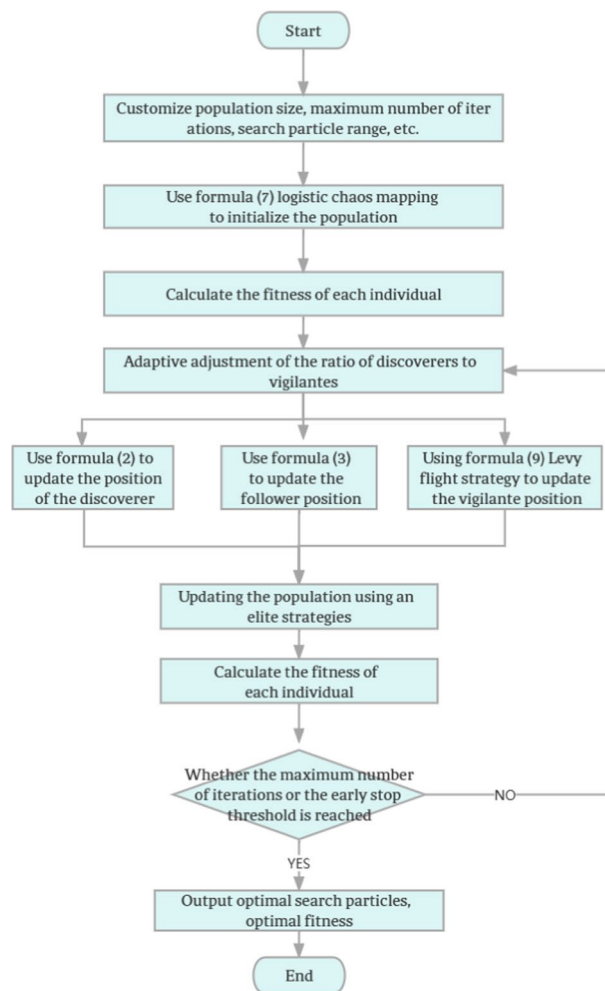 Start
Customize population size, maximum number of iter
ations, search particle range, etc.
Use formula (7) logistic chaos mapping
to initialize the population
Calculate the fitness of each individual
Adaptive adjustment of the ratio of discoverers to
vigilantes
Use formula (2) to
update the position
of the discoverer
Use formula (3)
to update the
follower position
Using formula (9) Levy
flight strategy to update
the vigilante position
Updating the population using an
elite strategies
Calculate the fitness of
each individual
Whether the maximum number
of iterations or the early stop
threshold is reached
NO
YES
Output optimal search particles,
optimal fitness
End